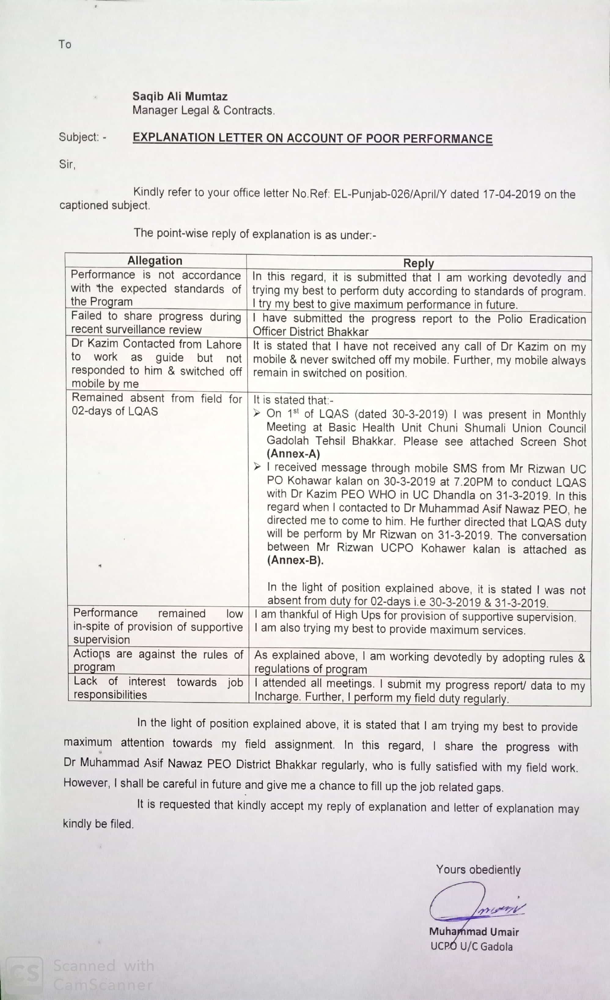 To
Saqib Ali Mumtaz
Manager Legal & Contracts.
Subject: - EXPLANATION LETTER ON ACCOUNT OF POOR PERFORMANCE
Sir,
Kindly refer to your office letter No.Ref: EL-Punjab-026/April/Y dated 17-04-2019 on the
captioned subject.
The point-wise reply of explanation is as under:-
Allegation
Reply
Performance is not accordance
with the expected standards of
the Program
In this regard, it is submitted that I am working devotedly and
trying my best to perform duty according to standards of program.
I try my best to give maximum performance in future.
Failed to share progress during
recent surveillance review
I have submitted the progress report to the Polio Eradication
Officer District Bhakkar
Dr Kazim Contacted from Lahore
to work as guide but not
responded to him & switched off
mobile by me
It is stated that I have not received any call of Dr Kazim on my
mobile & never switched off my mobile. Further, my mobile always
remain in switched on position.
Remained absent from field for
02-days of LQAS
It is stated that:-
➢ On 1st of LQAS (dated 30-3-2019) I was present in Monthly
Meeting at Basic Health Unit Chuni Shumali Union Council
Gadolah Tehsil Bhakkar. Please see attached Screen Shot
(Annex-A)
➢ I received message through mobile SMS from Mr Rizwan UC
PO Kohawar kalan on 30-3-2019 at 7.20PM to conduct LQAS
with Dr Kazim PEO WHO in UC Dhandla on 31-3-2019. In this
regard when I contacted to Dr Muhammad Asif Nawaz PEO, he
directed me to come to him. He further directed that LQAS duty
will be perform by Mr Rizwan on 31-3-2019. The conversation
between Mr Rizwan UCPO Kohawer kalan is attached as
(Annex-B).
In the light of position explained above, it is stated I was not
absent from duty for 02-days i.e 30-3-2019 & 31-3-2019.
Performance remained low
in-spite of provision of supportive
supervision
I am thankful of High Ups for provision of supportive supervision.
I am also trying my best to provide maximum services.
Actions are against the rules of
program
As explained above, I am working devotedly by adopting rules &
regulations of program
Lack of interest towards job
responsibilities
I attended all meetings. I submit my progress report/ data to my
Incharge. Further, I perform my field duty regularly.
In the light of position explained above, it is stated that I am trying my best to provide
maximum attention towards my field assignment. In this regard, I share the progress with
Dr Muhammad Asif Nawaz PEO District Bhakkar regularly, who is fully satisfied with my field work.
However, I shall be careful in future and give me a chance to fill up the job related gaps.
It is requested that kindly accept my reply of explanation and letter of explanation may
kindly be filed.
Yours obediently
Muhammad Umair
UCPO U/C Gadola
CS
Scanned with
CamScanner